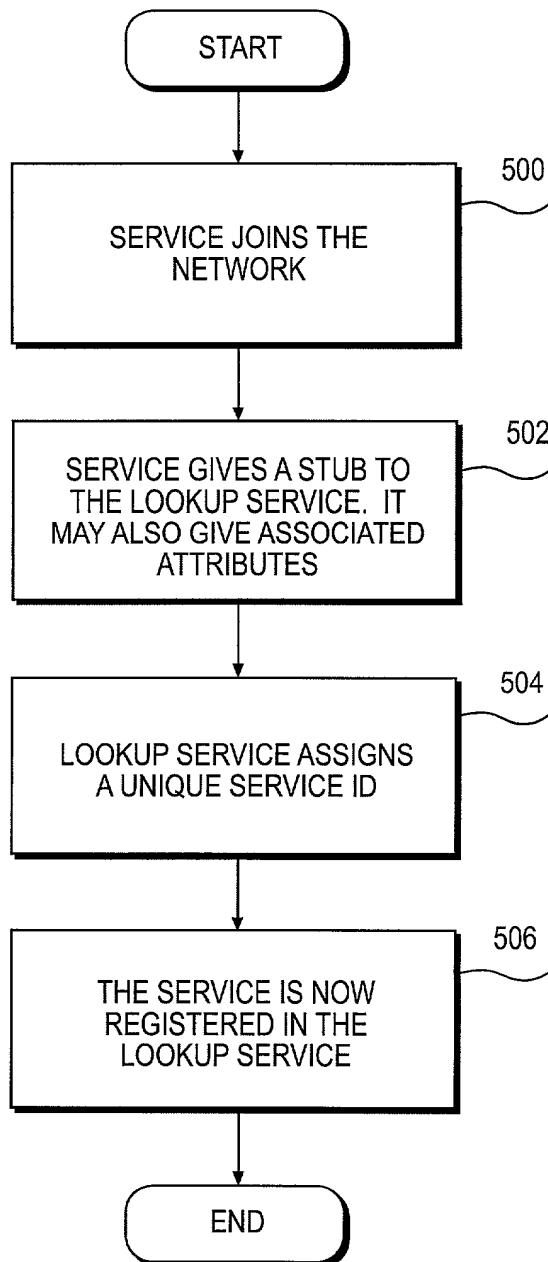 START
500
SERVICE JOINS THE
NETWORK
502
SERVICE GIVES A STUB TO
THE LOOKUP SERVICE. IT
MAY ALSO GIVE ASSOCIATED
ATTRIBUTES
504
LOOKUP SERVICE ASSIGNS
A UNIQUE SERVICE ID
506
THE SERVICE IS NOW
REGISTERED IN THE
LOOKUP SERVICE
END